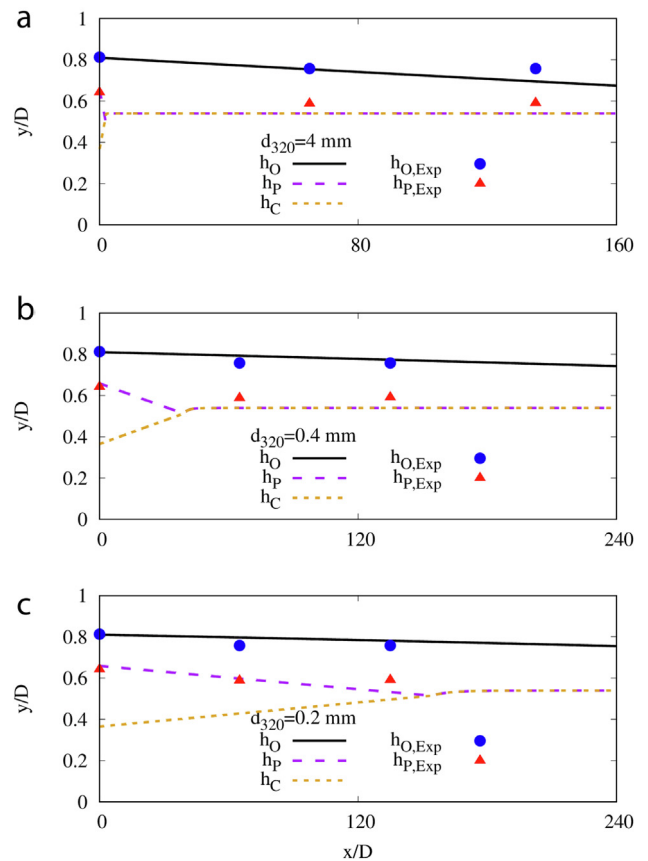 a
1
0.8
0.6
0.4
0.2
0
y/D
d320=4 mm
hO hO,Exp
hP hP,Exp
hC
0 80 160
b
1
0.8
0.6
0.4
0.2
0
y/D
d320=0.4 mm
hO hO,Exp
hP hP,Exp
hC
0 120 240
c
1
0.8
0.6
0.4
0.2
0
y/D
d320=0.2 mm
hO hO,Exp
hP hP,Exp
hC
0 120 240
x/D